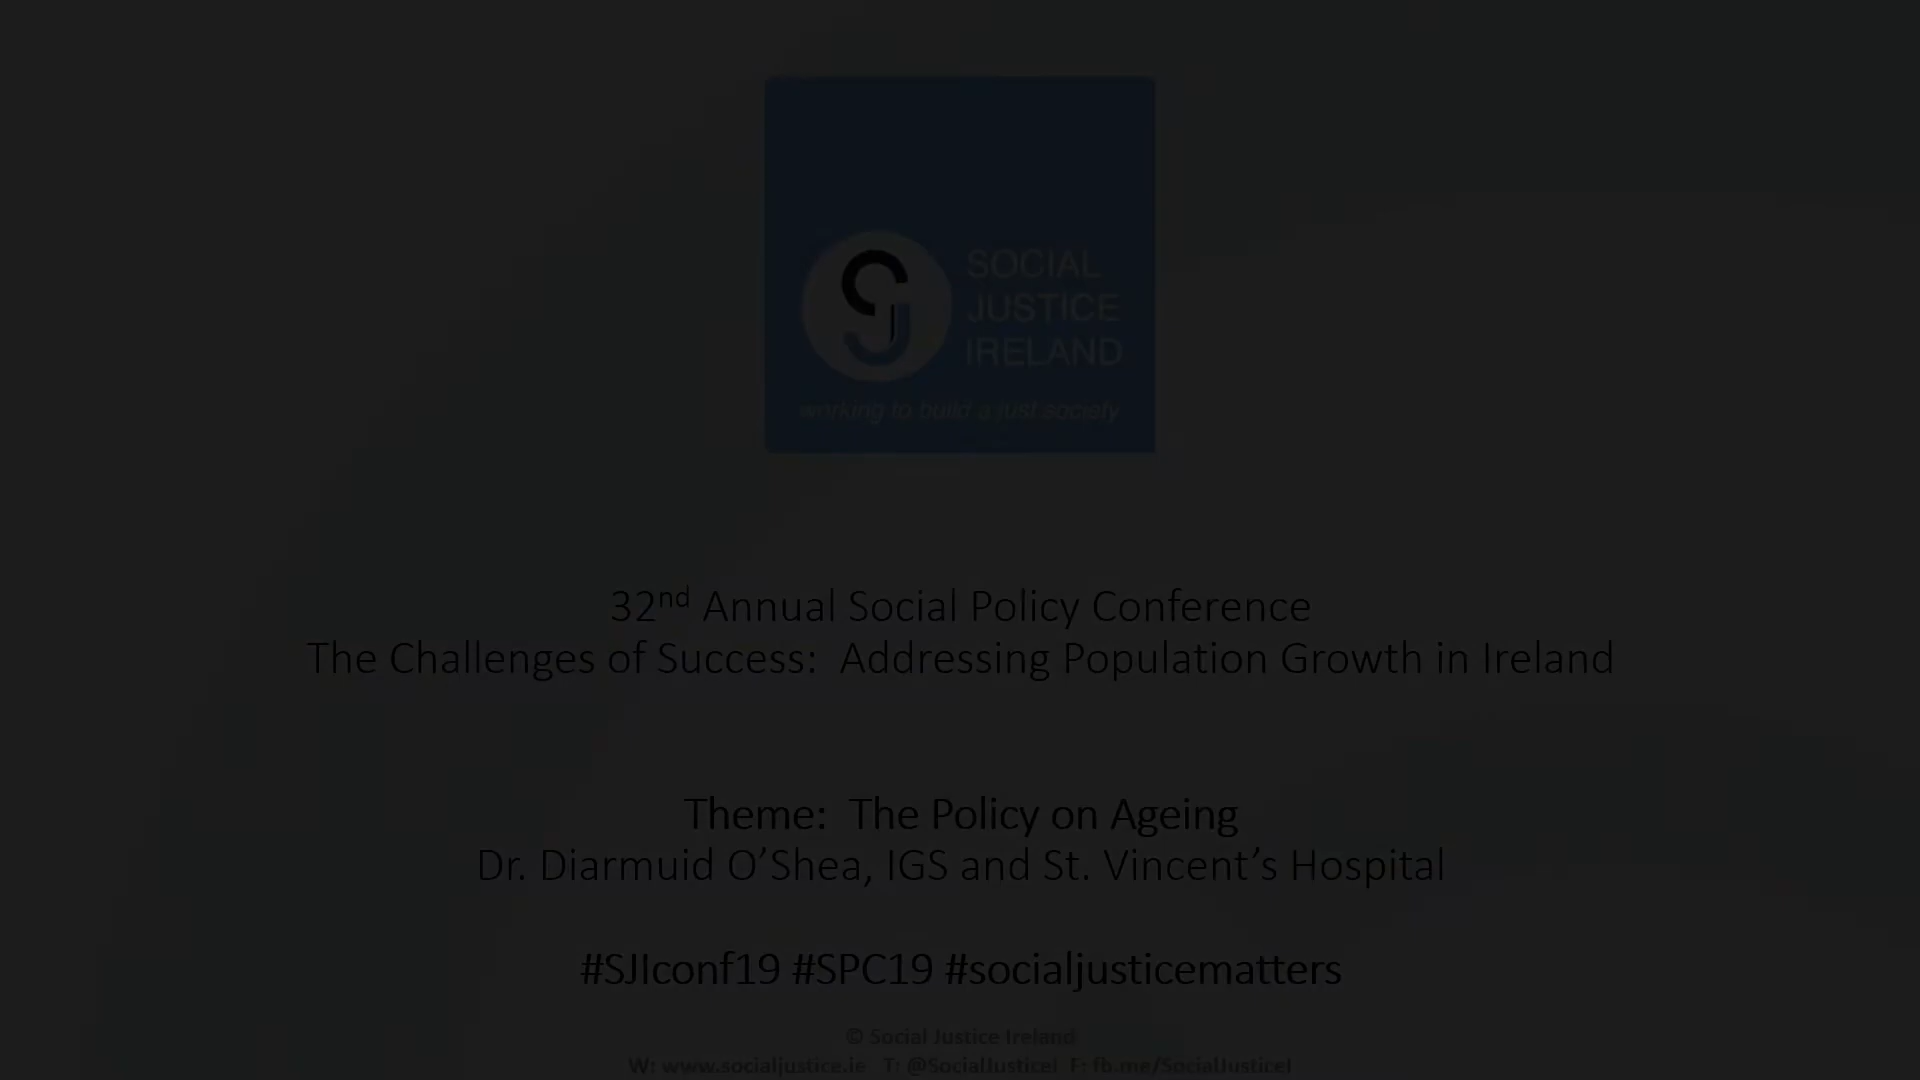 SOCIAL
JUSTICE
IRELAND
working to build a just society
32nd Annual Social Policy Conference
The Challenges of Success: Addressing Population Growth in Ireland
Theme: The Policy on Ageing
Dr. Diarmuid O’Shea, IGS and St. Vincent’s Hospital
#SJIconf19 #SPC19 #socialjusticematters
© Social Justice Ireland
W: www.socialjustice.ie T: @SocialJusticeI F: fb.me/SocialJusticeI